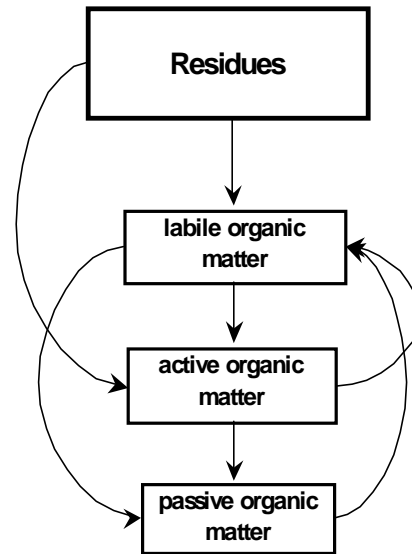 Residues
labile organic
matter
active organic
matter
passive organic
matter